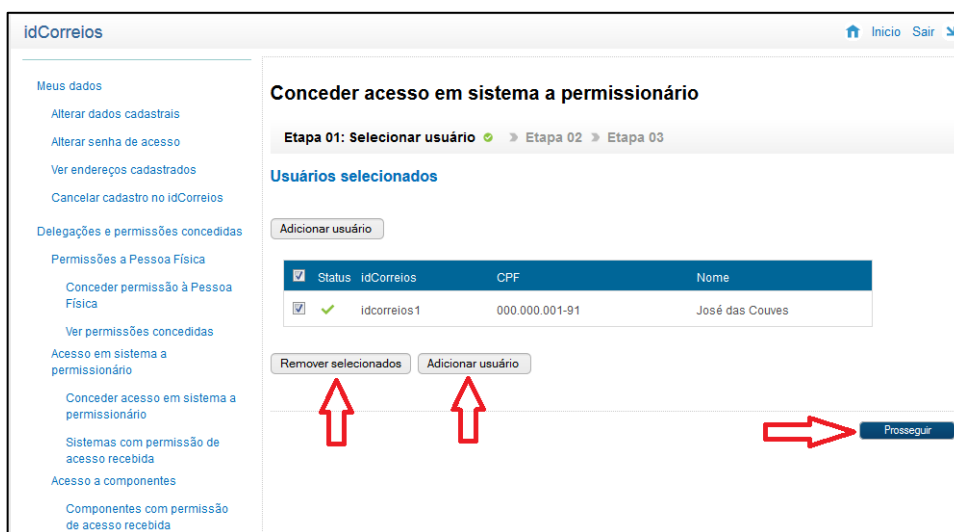 idCorreios
Inicio Sair
Meus dados
Alterar dados cadastrais
Alterar senha de acesso
Ver endereços cadastrados
Cancelar cadastro no idCorreios
Delegações e permissões concedidas
Permissões a Pessoa Física
Conceder permissão à Pessoa
Física
Ver permissões concedidas
Acesso em sistema a
permissionário
Conceder acesso em sistema a
permissionário
Sistemas com permissão de
acesso recebida
Acesso a componentes
Componentes com permissão
de acesso recebida
Conceder acesso em sistema a permissionário
Etapa 01: Selecionar usuário Etapa 02 Etapa 03
Usuários selecionados
Adicionar usuário
Status idCorreios CPF Nome
idcorreios1 000.000.001-91 José das Couves
Remover selecionados Adicionar usuário
Prosseguir